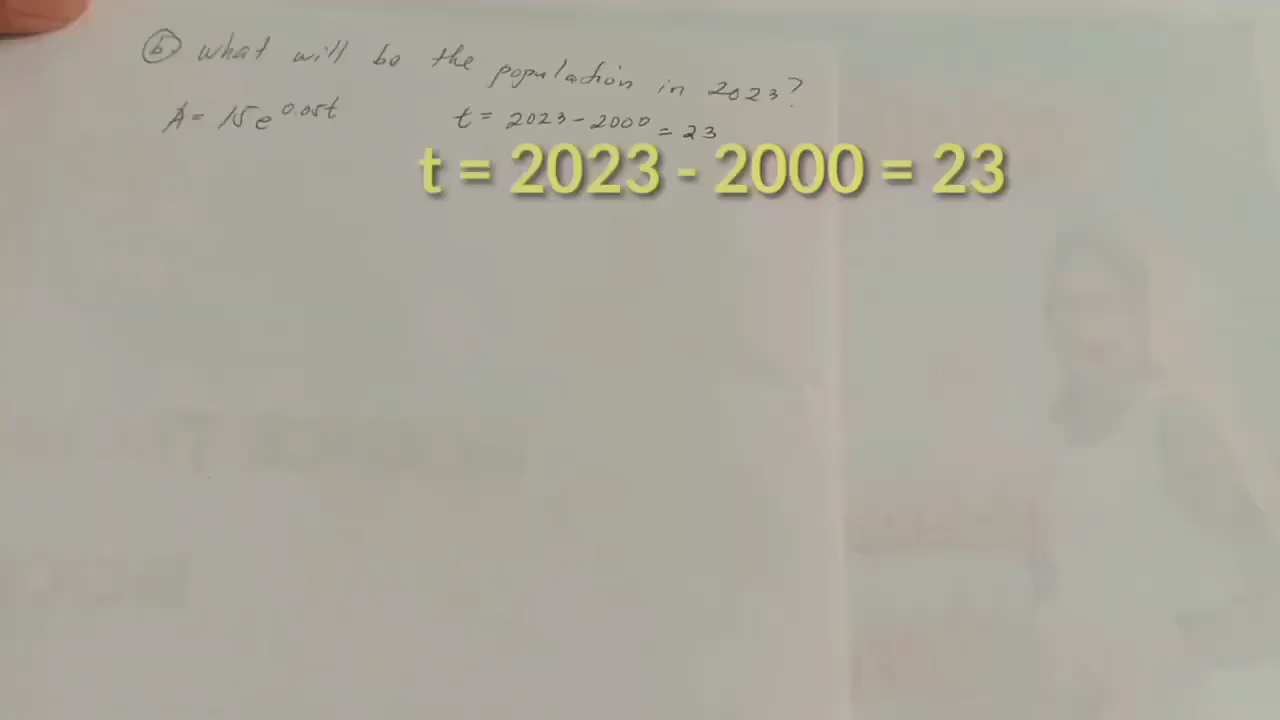 b what will be the population in 2023?
A = 15e^0.05t t = 2023 - 2000 = 23
t = 2023 - 2000 = 23